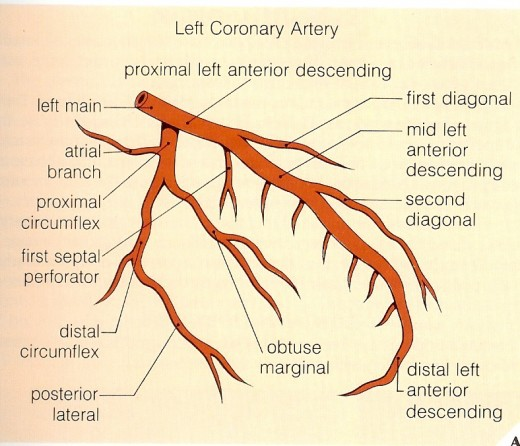 Left Coronary Artery
proximal left anterior descending
left main
first diagonal
atrial
branch
mid left
anterior
descending
proximal
circumflex
second
diagonal
first septal
perforator
distal
circumflex
obtuse
marginal
posterior
lateral
distal left
anterior
descending
A